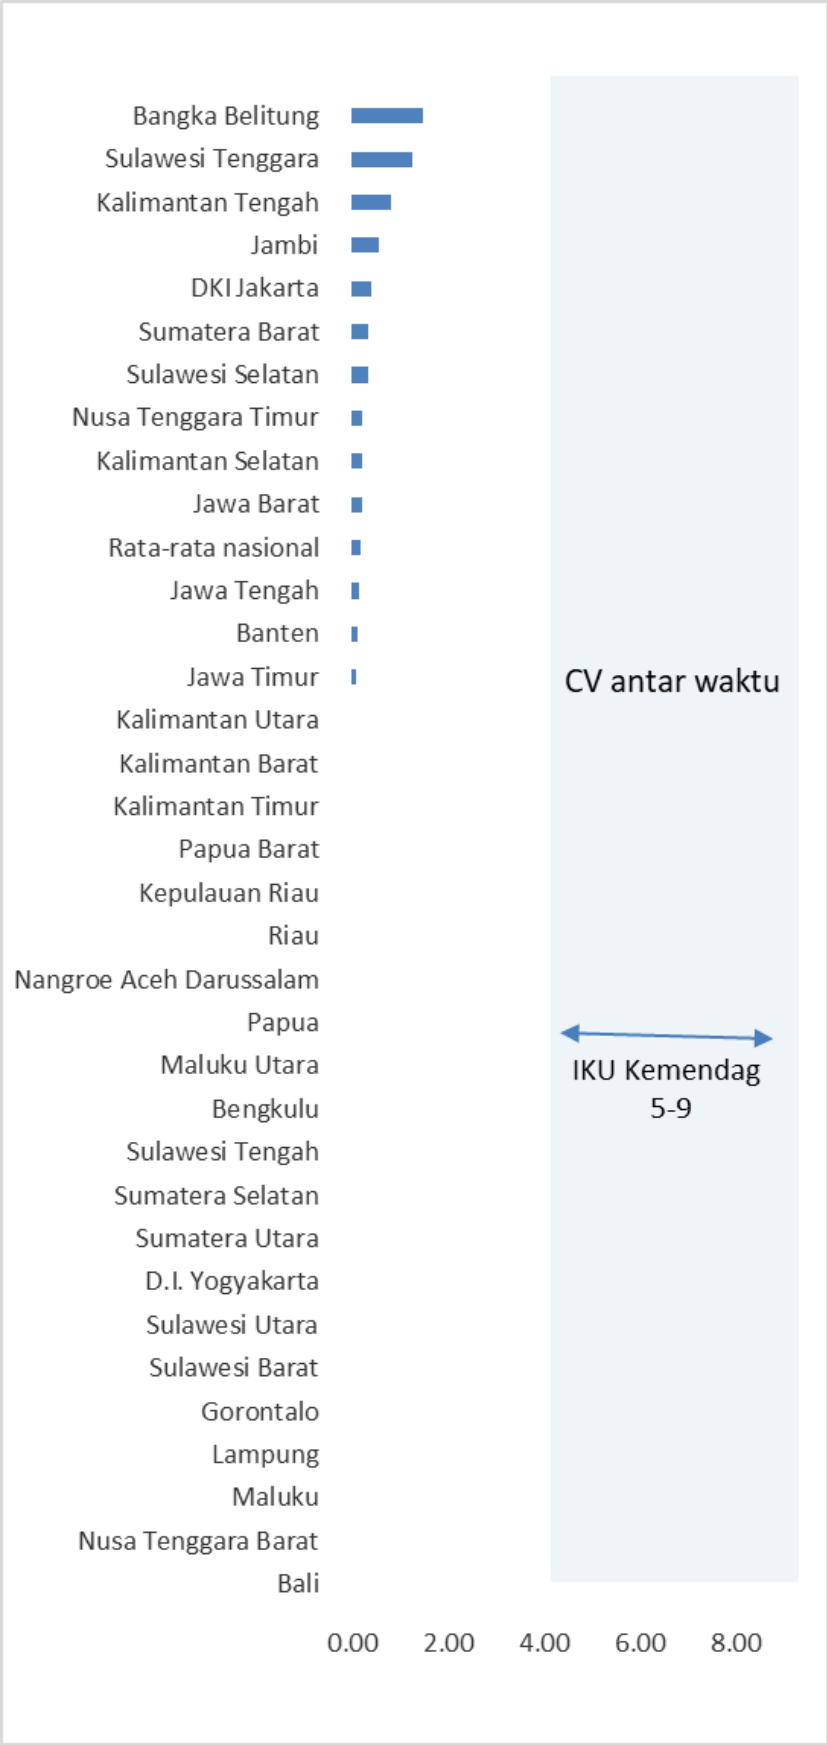 Bangka Belitung
Sulawesi Tenggara
Kalimantan Tengah
Jambi
DKI Jakarta
Sumatera Barat
Sulawesi Selatan
Nusa Tenggara Timur
Kalimantan Selatan
Jawa Barat
Rata-rata nasional
Jawa Tengah
Banten
Jawa Timur
CV antar waktu
Kalimantan Utara
Kalimantan Barat
Kalimantan Timur
Papua Barat
Kepulauan Riau
Riau
Nangroe Aceh Darussalam
Papua
Maluku Utara
IKU Kemendag
5-9
Bengkulu
Sulawesi Tengah
Sumatera Selatan
Sumatera Utara
D.I. Yogyakarta
Sulawesi Utara
Sulawesi Barat
Gorontalo
Lampung
Maluku
Nusa Tenggara Barat
Bali
0.00 2.00 4.00 6.00 8.00